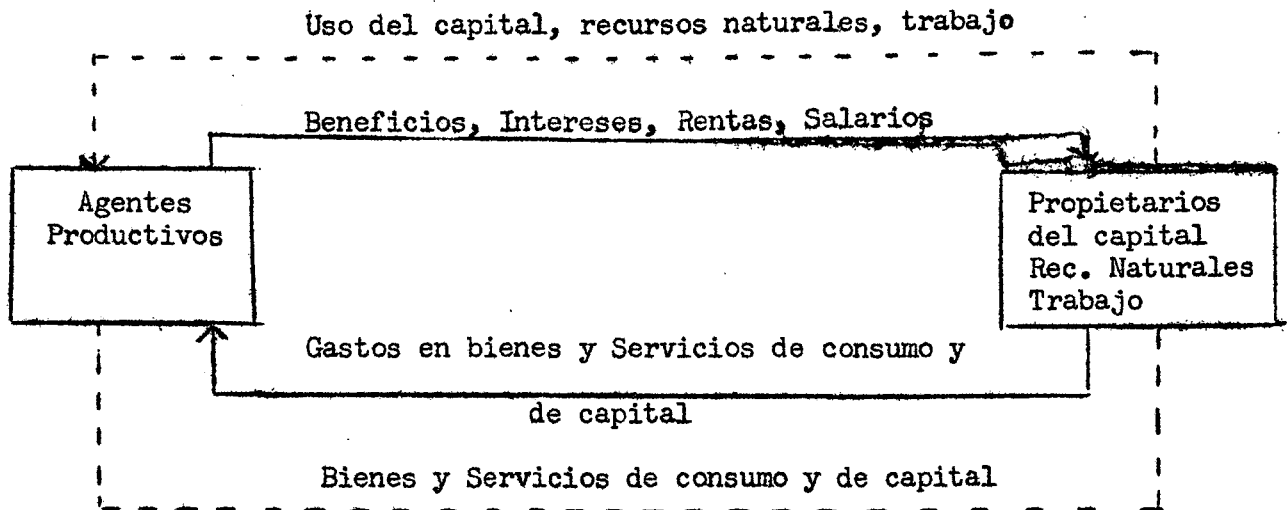 Uso del capital, recursos naturales, trabajo
Beneficios, Intereses, Rentas, Salarios
Agentes
Productivos
Propietarios
del capital
Rec. Naturales
Trabajo
Gastos en bienes y Servicios de consumo y
de capital
Bienes y Servicios de consumo y de capital